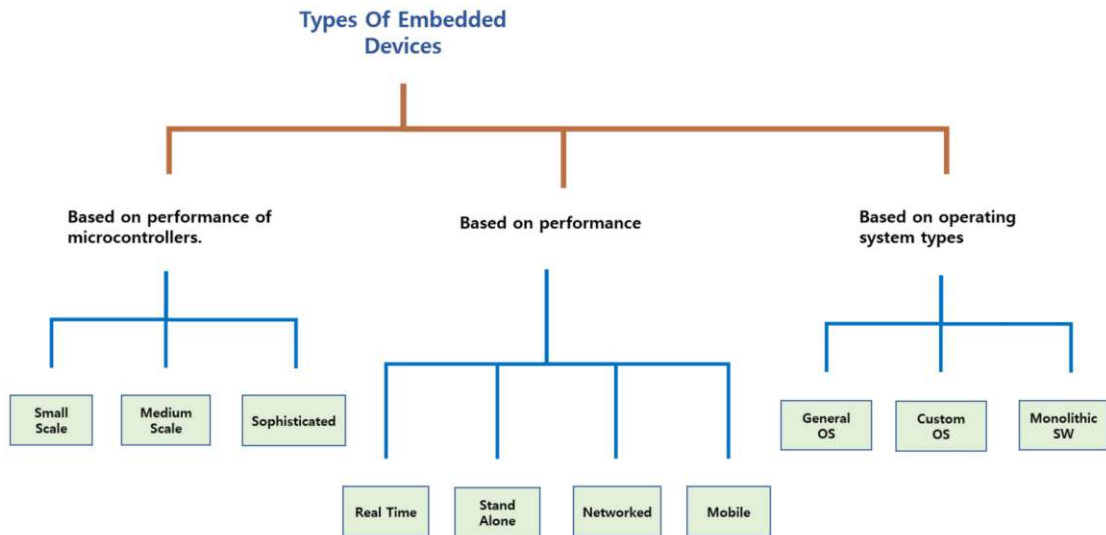 Types Of Embedded
Devices
Based on performance of
microcontrollers.
Based on performance
Based on operating
system types
Small
Scale
Medium
Scale
Sophisticated
General
OS
Custom
OS
Monolithic
SW
Real Time
Stand
Alone
Networked
Mobile